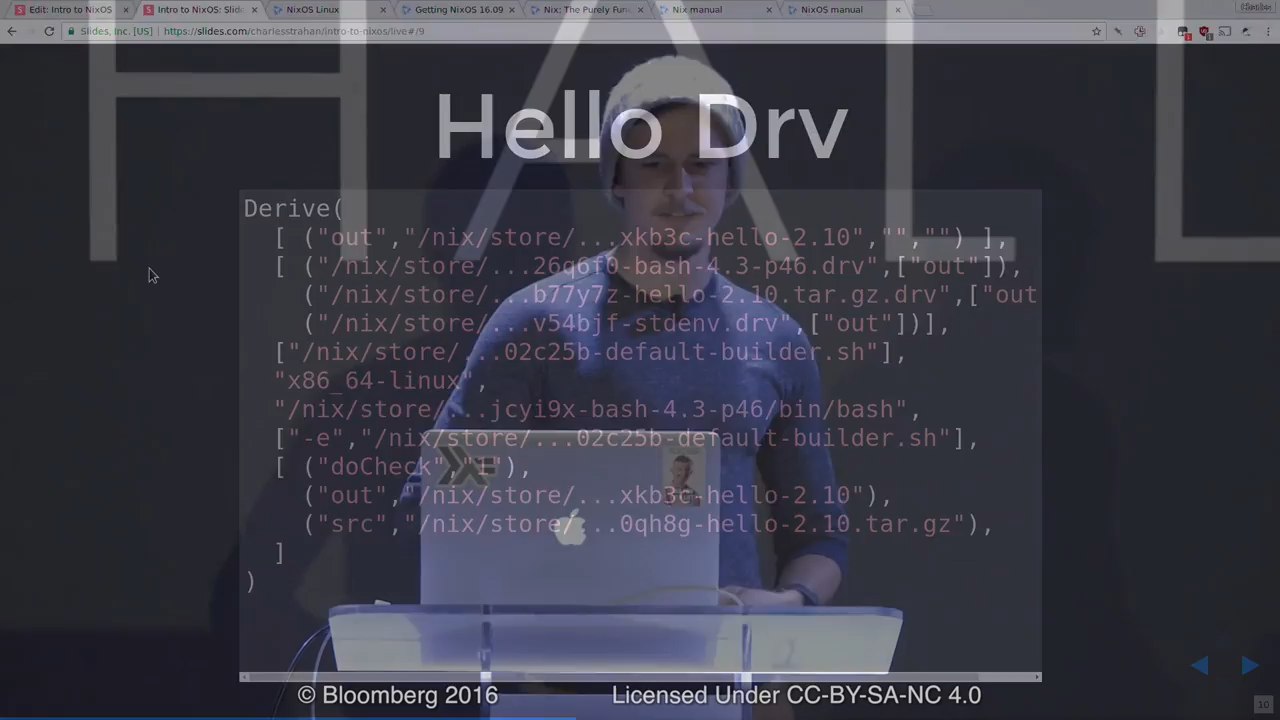 Edit: Intro to NixOS
Hello to NixOS: Slid
NixOS Linux
Getting NixOS 16.09
Nix: The Purely Fun
Nix manual
NixOS manual
Slides, Inc. [US]
https://slides.com/charlesstrahan/intro-to-nixos/live#/9
HALL
Hello Drv
Derive(
[ ("out","/nix/store/...xkb3c-hello-2.10","","") ],
[ ("/nix/store/...26q6f0-bash-4.3-p46.drv",["out"]),
("/nix/store/...b77y7z-hello-2.10.tar.gz.drv",["out
("/nix/store/...v54bjf-stdenv.drv",["out"])],
["/nix/store/...02c25b-default-builder.sh"],
"x86_64-linux",
"/nix/store/...jcyi9x-bash-4.3-p46/bin/bash",
["-e","/nix/store/...02c25b-default-builder.sh"],
[ ("doCheck","1"),
("out","/nix/store/...xkb3c-hello-2.10"),
("src","/nix/store/...0qh8g-hello-2.10.tar.gz"),
]
)
© Bloomberg 2016
Licensed Under CC-BY-SA-NC 4.0
10